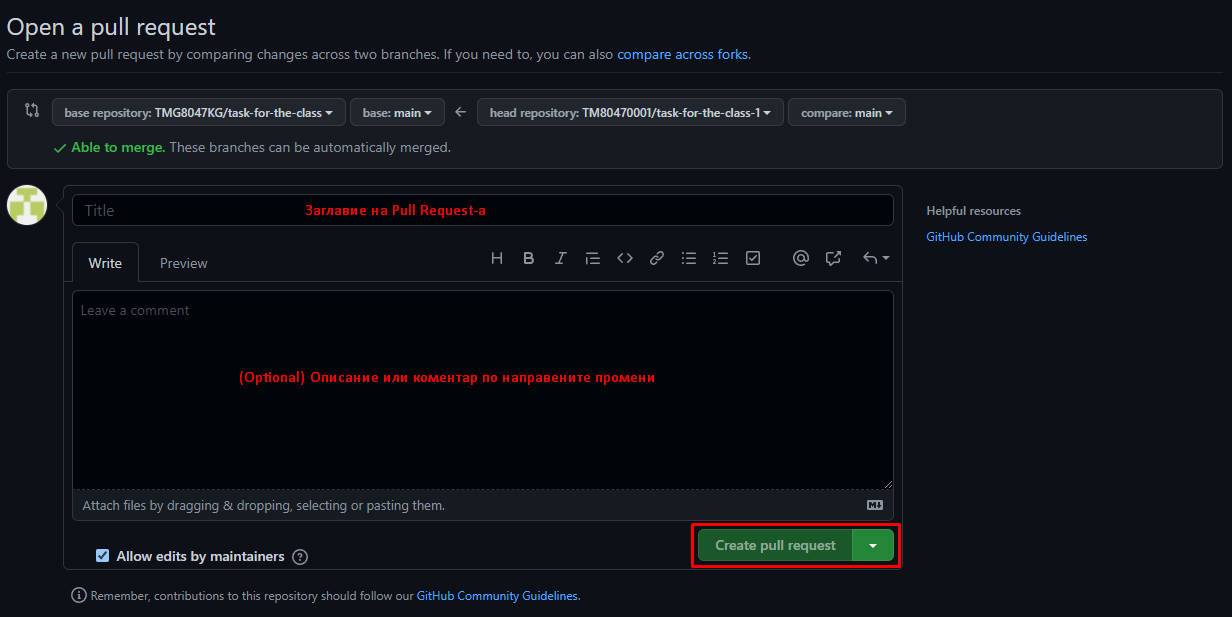 Open a pull request
Create a new pull request by comparing changes across two branches. If you need to, you can also compare across forks.
base repository: TMG8047KG/task-for-the-class base: main ← head repository: TM80470001/task-for-the-class-1 compare: main
✓ Able to merge. These branches can be automatically merged.
Title Заглавие на Pull Request-а
Helpful resources
GitHub Community Guidelines
Write Preview H B I
Leave a comment
(Optional) Описание или коментар по направените промени
Attach files by dragging & dropping, selecting or pasting them.
Allow edits by maintainers ?
Create pull request
Remember, contributions to this repository should follow our GitHub Community Guidelines.